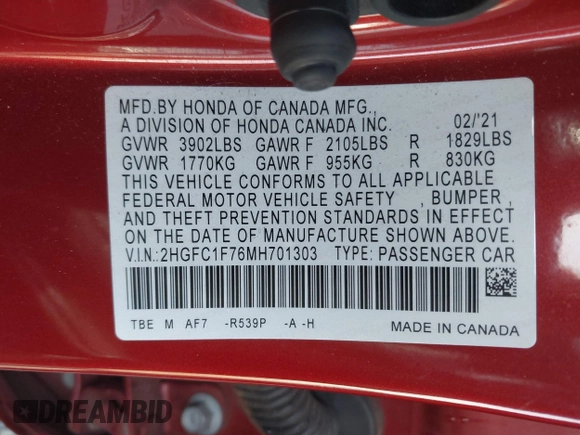 MFD.BY HONDA OF CANADA MFG.,
A DIVISION OF HONDA CANADA INC. 02/'21
GVWR 3902LBS GAWR F 2105LBS R 1829LBS
GVWR 1770KG GAWR F 955KG R 830KG
THIS VEHICLE CONFORMS TO ALL APPLICABLE
FEDERAL MOTOR VEHICLE SAFETY , BUMPER ,
AND THEFT PREVENTION STANDARDS IN EFFECT
ON THE DATE OF MANUFACTURE SHOWN ABOVE.
V.I.N.:2HGFC1F76MH701303 TYPE: PASSENGER CAR
TBE M AF7 -R539P -A -H
MADE IN CANADA
DREAMBID